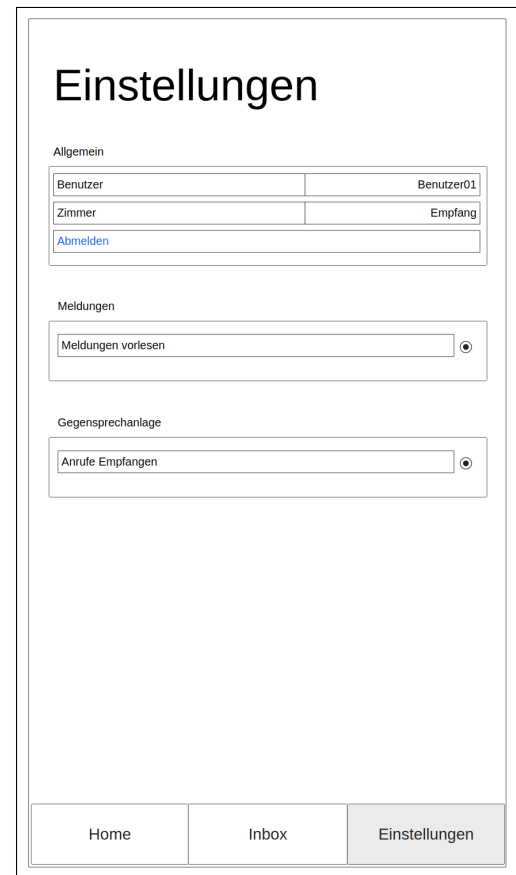 Einstellungen
Allgemein
Benutzer Benutzer01
Zimmer Empfang
Abmelden
Meldungen
Meldungen vorlesen
Gegensprechanlage
Anrufe Empfangen
Home Inbox Einstellungen